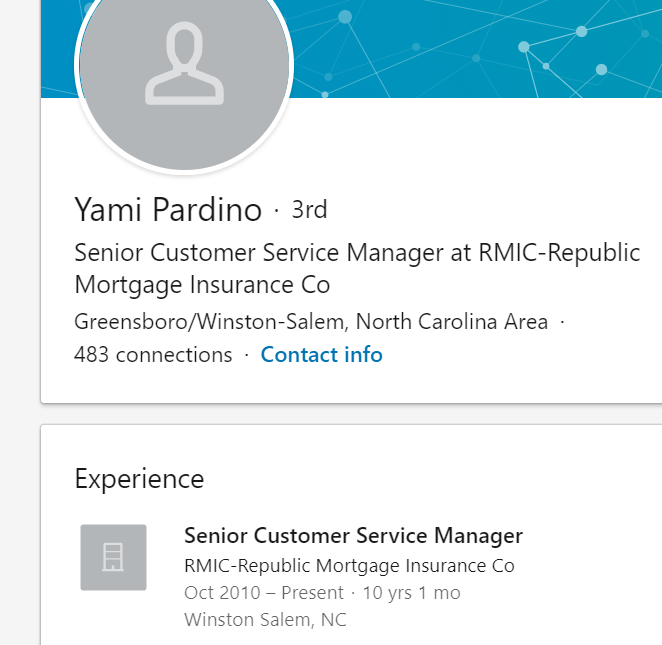 Yami Pardino · 3rd
Senior Customer Service Manager at RMIC-Republic
Mortgage Insurance Co
Greensboro/Winston-Salem, North Carolina Area ·
483 connections · Contact info
Experience
Senior Customer Service Manager
RMIC-Republic Mortgage Insurance Co
Oct 2010 – Present · 10 yrs 1 mo
Winston Salem, NC